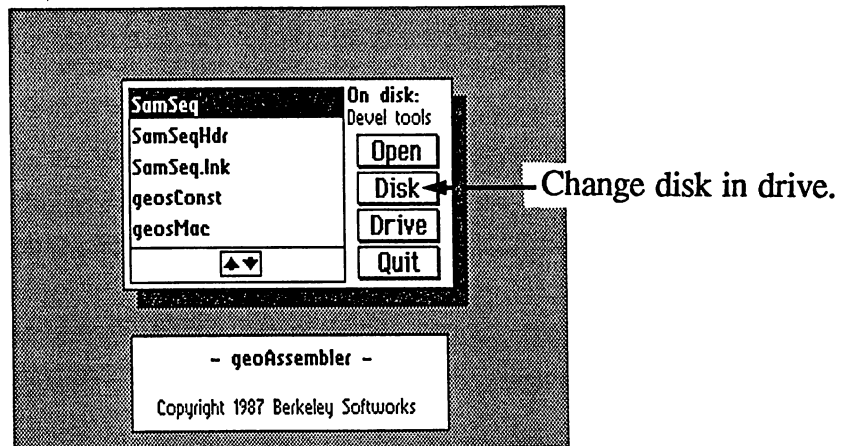 SamSeq
SamSeqHdr
SamSeq.lnk
geosConst
geosMac
On disk:
Devel tools
Open
Disk
Drive
Quit
Change disk in drive.
- geoAssembler -
Copyright 1987 Berkeley Softworks